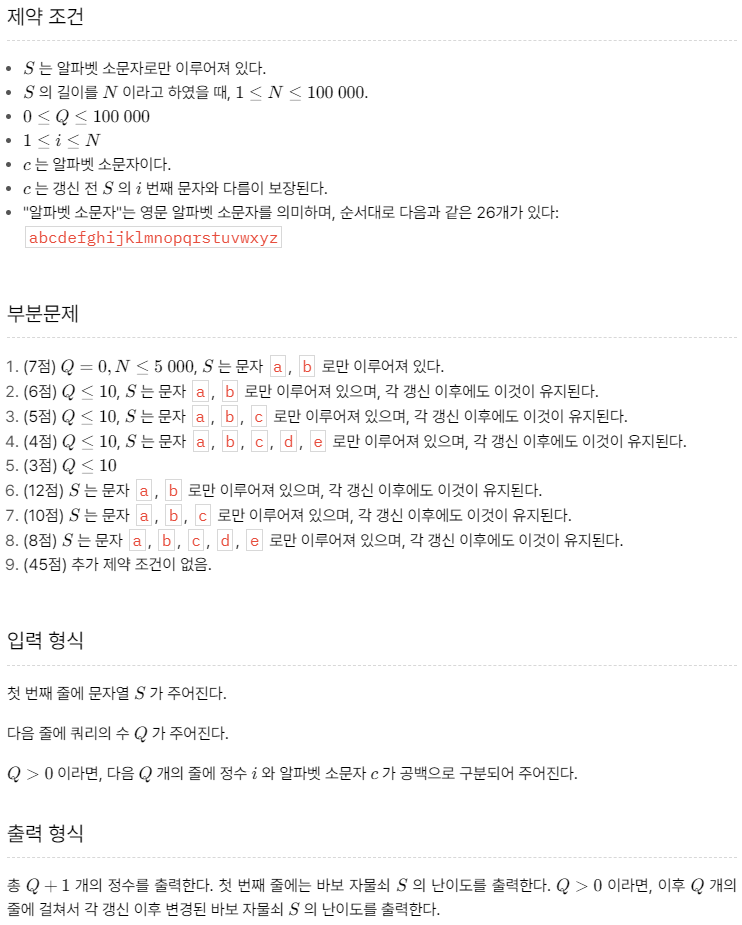 제약 조건
• S 는 알파벳 소문자로만 이루어져 있다.
• S 의 길이를 N 이라고 하였을 때, 1 ≤ N ≤ 100 000.
• 0 ≤ Q ≤ 100 000
• 1 ≤ i ≤ N
• c 는 알파벳 소문자이다.
• c 는 갱신 전 S 의 i 번째 문자와 다름이 보장된다.
• "알파벳 소문자"는 영문 알파벳 소문자를 의미하며, 순서대로 다음과 같은 26개가 있다:
abcdefghijklmnopqrstuvwxyz
부분문제
1. (7점) Q = 0, N ≤ 5 000, S 는 문자 a , b 로만 이루어져 있다.
2. (6점) Q ≤ 10, S 는 문자 a , b 로만 이루어져 있으며, 각 갱신 이후에도 이것이 유지된다.
3. (5점) Q ≤ 10, S 는 문자 a , b , c 로만 이루어져 있으며, 각 갱신 이후에도 이것이 유지된다.
4. (4점) Q ≤ 10, S 는 문자 a , b , c , d , e 로만 이루어져 있으며, 각 갱신 이후에도 이것이 유지된다.
5. (3점) Q ≤ 10
6. (12점) S 는 문자 a , b 로만 이루어져 있으며, 각 갱신 이후에도 이것이 유지된다.
7. (10점) S 는 문자 a , b , c 로만 이루어져 있으며, 각 갱신 이후에도 이것이 유지된다.
8. (8점) S 는 문자 a , b , c , d , e 로만 이루어져 있으며, 각 갱신 이후에도 이것이 유지된다.
9. (45점) 추가 제약 조건이 없음.
입력 형식
첫 번째 줄에 문자열 S 가 주어진다.
다음 줄에 쿼리의 수 Q 가 주어진다.
Q > 0 이라면, 다음 Q 개의 줄에 정수 i 와 알파벳 소문자 c 가 공백으로 구분되어 주어진다.
출력 형식
총 Q + 1 개의 정수를 출력한다. 첫 번째 줄에는 바보 자물쇠 S 의 난이도를 출력한다. Q > 0 이라면, 이후 Q 개의
줄에 걸쳐서 각 갱신 이후 변경된 바보 자물쇠 S 의 난이도를 출력한다.